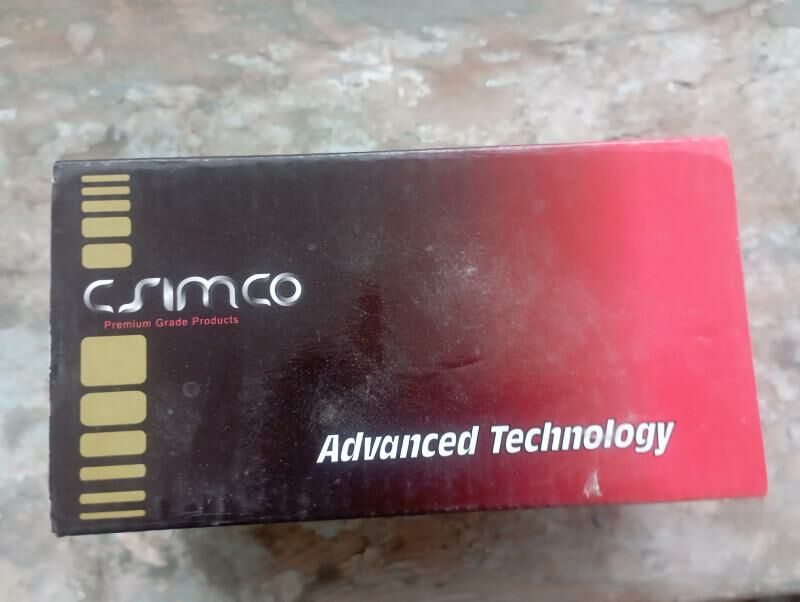 CSIMCO
Premium Grade Products
Advanced Technology